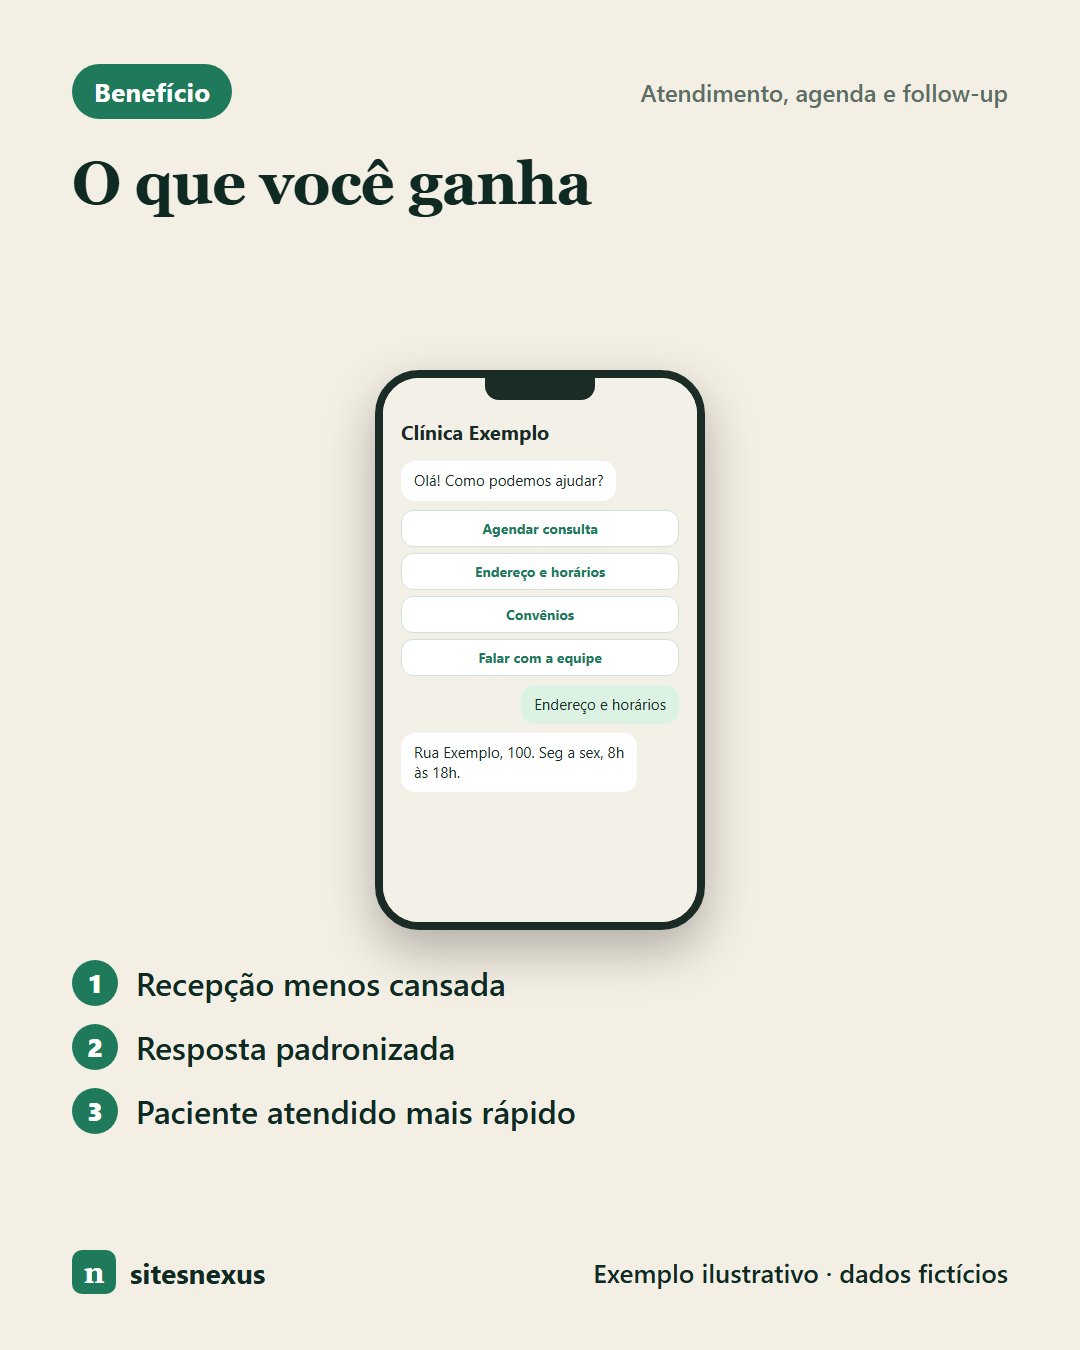 Benefício
Atendimento, agenda e follow-up
O que você ganha
Clínica Exemplo
Olá! Como podemos ajudar?
Agendar consulta
Endereço e horários
Convênios
Falar com a equipe
Endereço e horários
Rua Exemplo, 100. Seg a sex, 8h
às 18h.
1 Recepção menos cansada
2 Resposta padronizada
3 Paciente atendido mais rápido
n sitesnexus
Exemplo ilustrativo · dados fictícios